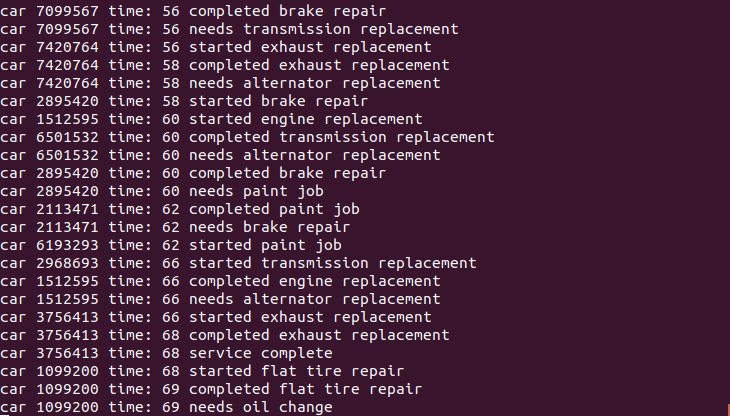 car 7099567 time: 56 completed brake repair
car 7099567 time: 56 needs transmission replacement
car 7420764 time: 56 started exhaust replacement
car 7420764 time: 58 completed exhaust replacement
car 7420764 time: 58 needs alternator replacement
car 2895420 time: 58 started brake repair
car 1512595 time: 60 started engine replacement
car 6501532 time: 60 completed transmission replacement
car 6501532 time: 60 needs alternator replacement
car 2895420 time: 60 completed brake repair
car 2895420 time: 60 needs paint job
car 2113471 time: 62 completed paint job
car 2113471 time: 62 needs brake repair
car 6193293 time: 62 started paint job
car 2968693 time: 66 started transmission replacement
car 1512595 time: 66 completed engine replacement
car 1512595 time: 66 needs alternator replacement
car 3756413 time: 66 started exhaust replacement
car 3756413 time: 68 completed exhaust replacement
car 3756413 time: 68 service complete
car 1099200 time: 68 started flat tire repair
car 1099200 time: 69 completed flat tire repair
car 1099200 time: 69 needs oil change